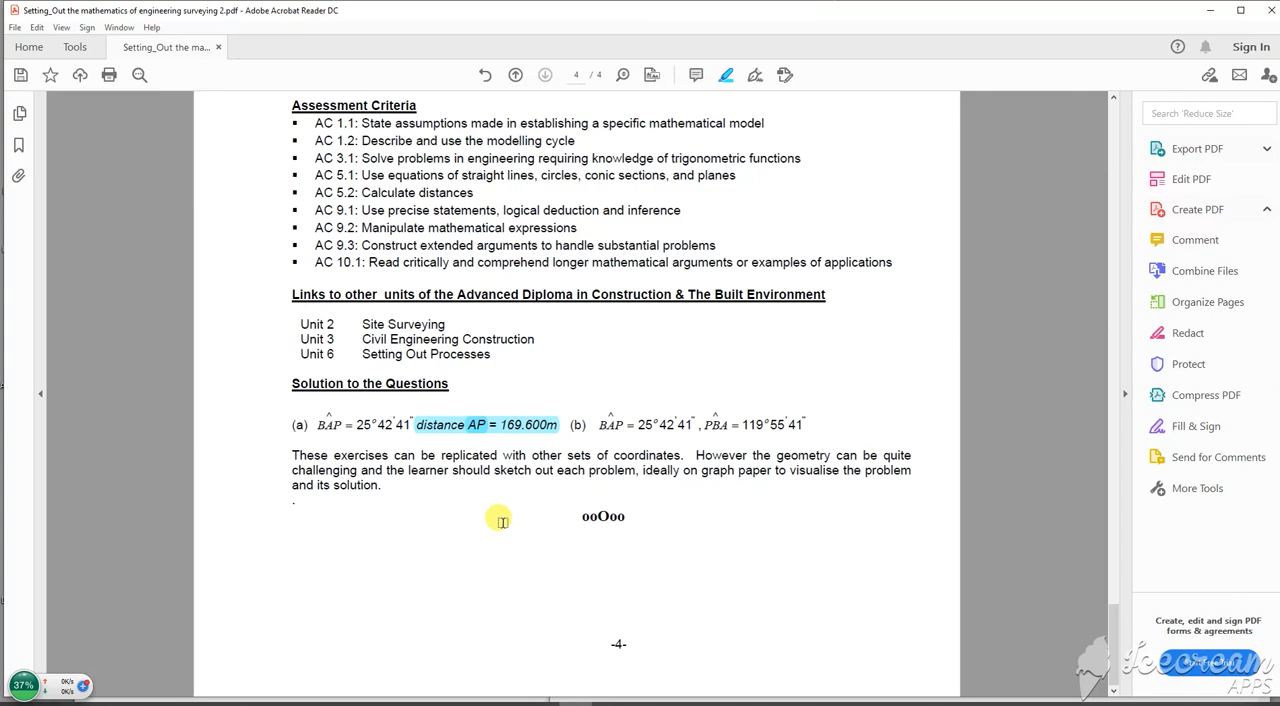 Setting_Out the mathematics of engineering surveying 2.pdf - Adobe Acrobat Reader DC
File Edit View Sign Window Help
Home Tools Setting_Out the ma... × Sign In
4 / 4
Search 'Reduce Size'
Assessment Criteria
▪ AC 1.1: State assumptions made in establishing a specific mathematical model
▪ AC 1.2: Describe and use the modelling cycle
▪ AC 3.1: Solve problems in engineering requiring knowledge of trigonometric functions
▪ AC 5.1: Use equations of straight lines, circles, conic sections, and planes
▪ AC 5.2: Calculate distances
▪ AC 9.1: Use precise statements, logical deduction and inference
▪ AC 9.2: Manipulate mathematical expressions
▪ AC 9.3: Construct extended arguments to handle substantial problems
▪ AC 10.1: Read critically and comprehend longer mathematical arguments or examples of applications
Links to other units of the Advanced Diploma in Construction & The Built Environment
Unit 2 Site Surveying
Unit 3 Civil Engineering Construction
Unit 6 Setting Out Processes
Solution to the Questions
(a) BÂP = 25°42'41" distance AP = 169.600m (b) BÂP = 25°42'41", PB̂A = 119°55'41"
These exercises can be replicated with other sets of coordinates. However the geometry can be quite
challenging and the learner should sketch out each problem, ideally on graph paper to visualise the problem
and its solution.
.
ooOoo
-4-
Export PDF
Edit PDF
Create PDF
Comment
Combine Files
Organize Pages
Redact
Protect
Compress PDF
Fill & Sign
Send for Comments
More Tools
Create, edit and sign PDF
forms & agreements
Icecream
APPS
37% 0K/s
0K/s